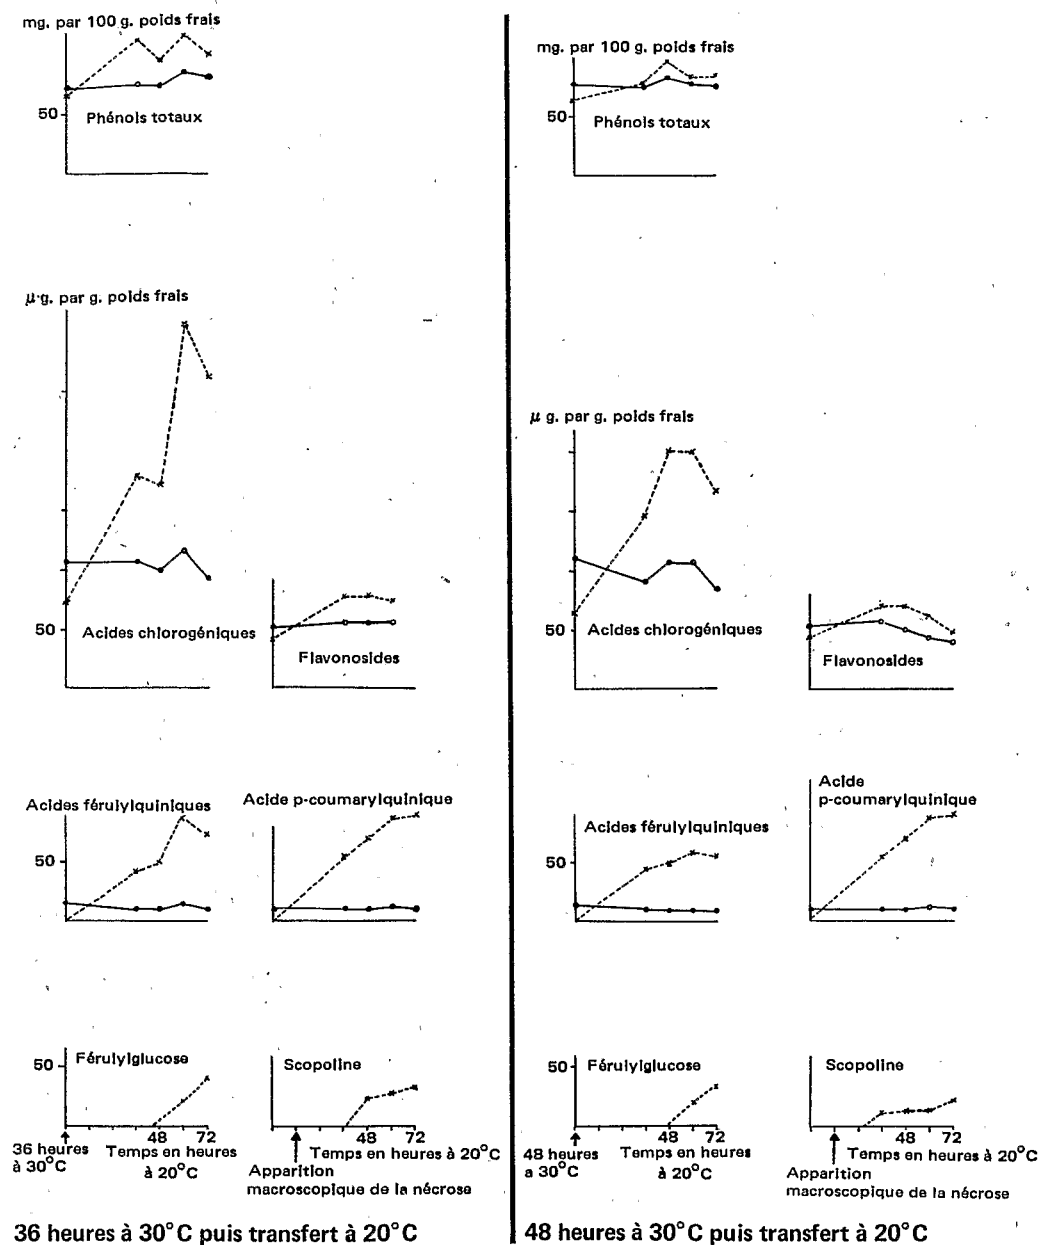 mg. par 100 g. poids frais
50
Phénols totaux
µ·g. par g. poids frais
50
Acides chlorogéniques
Flavonosides
Acides férulylquiniques
50
Acide p-coumarylquinique
50
Férulylglucose
Scopoline
48
72
36 heures
à 30°C
Temps en heures
à 20°C
48
72
Temps en heures à 20°C
Apparition
macroscopique de la nécrose
36 heures à 30°C puis transfert à 20°C
mg. par 100 g. poids frais
50
Phénols totaux
µ g. par g. poids frais
50
Acides chlorogéniques
Flavonosides
Acides férulylquiniques
50
Acide
p-coumarylquinique
50
Férulylglucose
Scopoline
48
72
48 heures
a 30°C
Temps en heures
à 20°C
48
72
Temps en heures à 20°C
Apparition
macroscopique de la nécrose
48 heures à 30°C puis transfert à 20°C